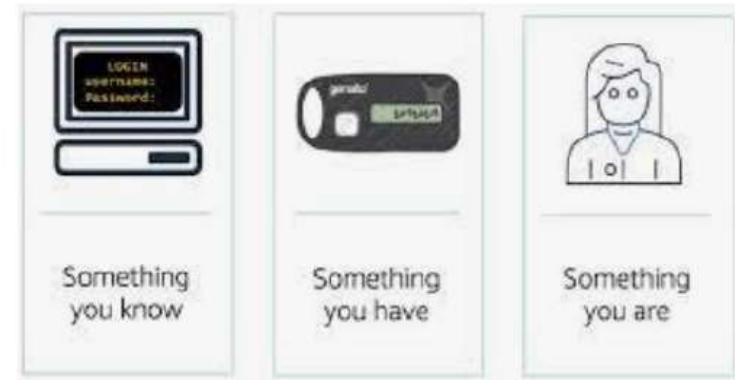 LOGIN
username:
Password:
Something
you know
Something
you have
Something
you are